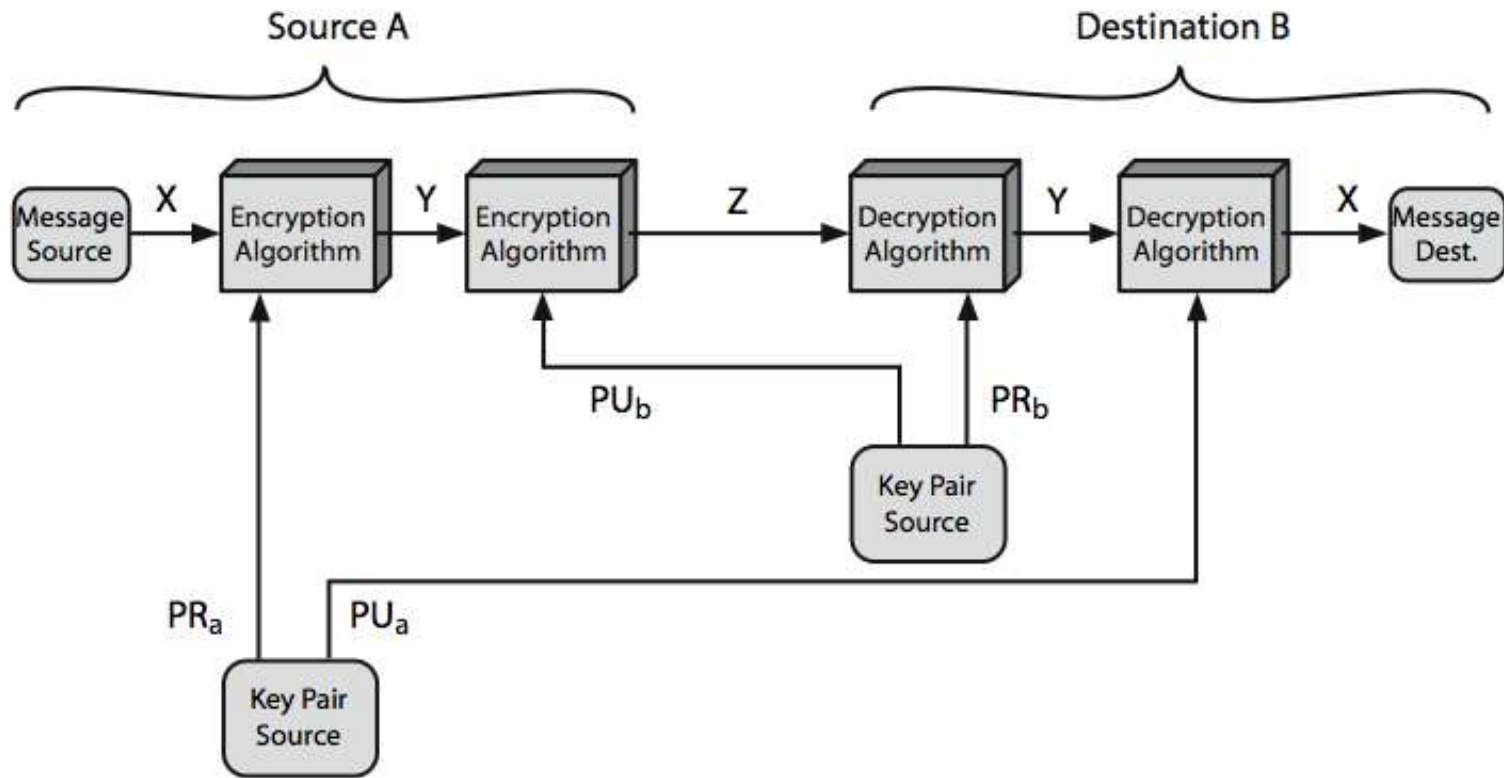 Source A
Destination B
Message
Source
X
Encryption
Algorithm
Y
Encryption
Algorithm
Z
Decryption
Algorithm
Y
Decryption
Algorithm
X
Message
Dest.
PUb
PRb
Key Pair
Source
PRa
PUa
Key Pair
Source